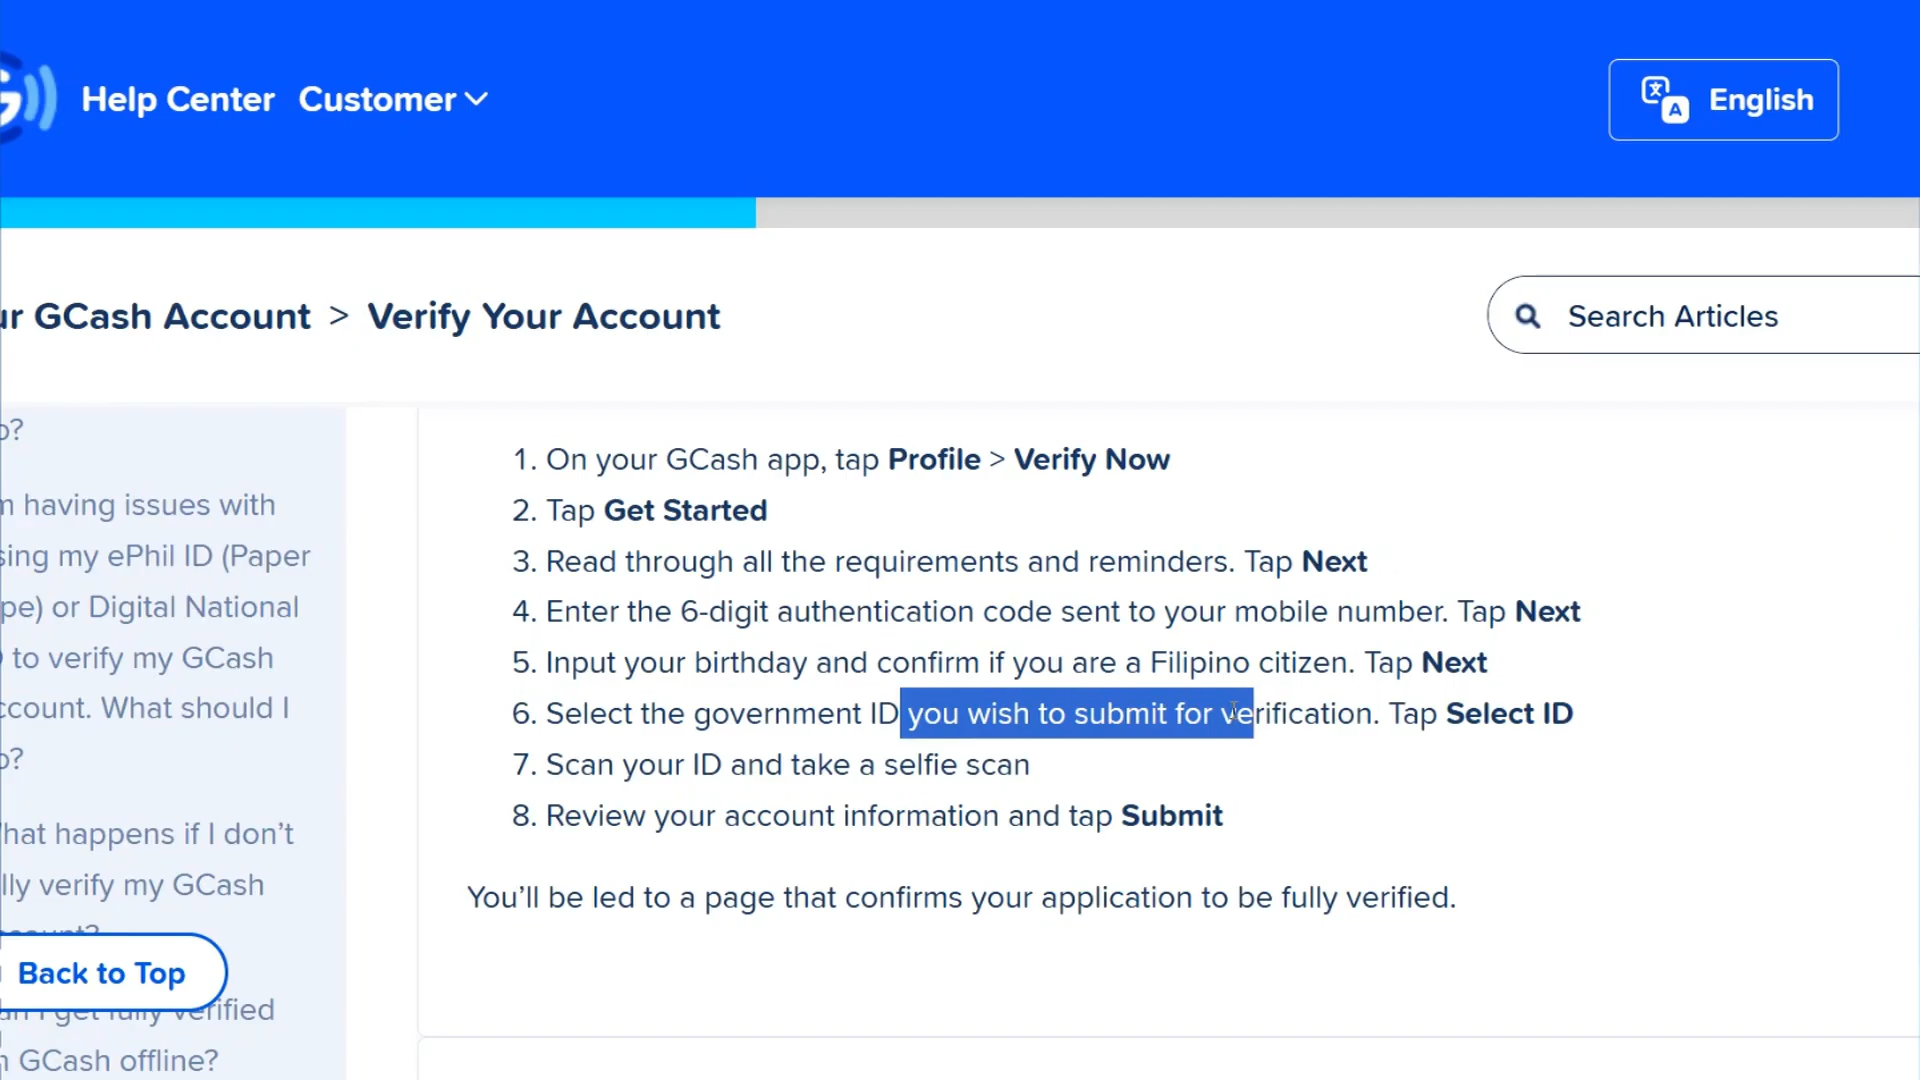 Help Center Customer
English
GCash Account > Verify Your Account
Search Articles
having issues with
my ePhil ID (Paper
or Digital National
to verify my GCash
What should I
happens if I don't
verify my GCash
Back to Top
get fully verified
GCash offline?
1. On your GCash app, tap Profile > Verify Now
2. Tap Get Started
3. Read through all the requirements and reminders. Tap Next
4. Enter the 6-digit authentication code sent to your mobile number. Tap Next
5. Input your birthday and confirm if you are a Filipino citizen. Tap Next
6. Select the government ID you wish to submit for verification. Tap Select ID
7. Scan your ID and take a selfie scan
8. Review your account information and tap Submit
You'll be led to a page that confirms your application to be fully verified.